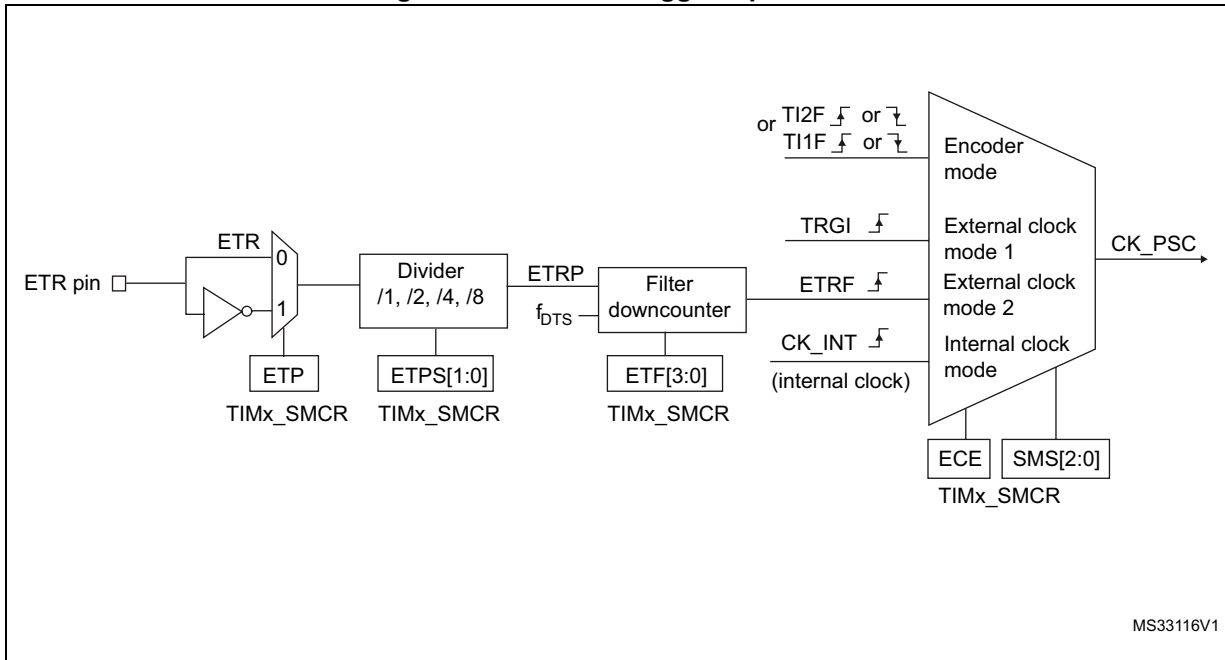 or TI2F or
TI1F or
Encoder
mode
TRGI
External clock
mode 1
CK_PSC
ETR
0
ETR pin
1
Divider
/1, /2, /4, /8
ETRP
fDTS
Filter
downcounter
ETRF
External clock
mode 2
CK_INT
(internal clock)
Internal clock
mode
ETP
TIMx_SMCR
ETPS[1:0]
TIMx_SMCR
ETF[3:0]
TIMx_SMCR
ECE
SMS[2:0]
TIMx_SMCR
MS33116V1